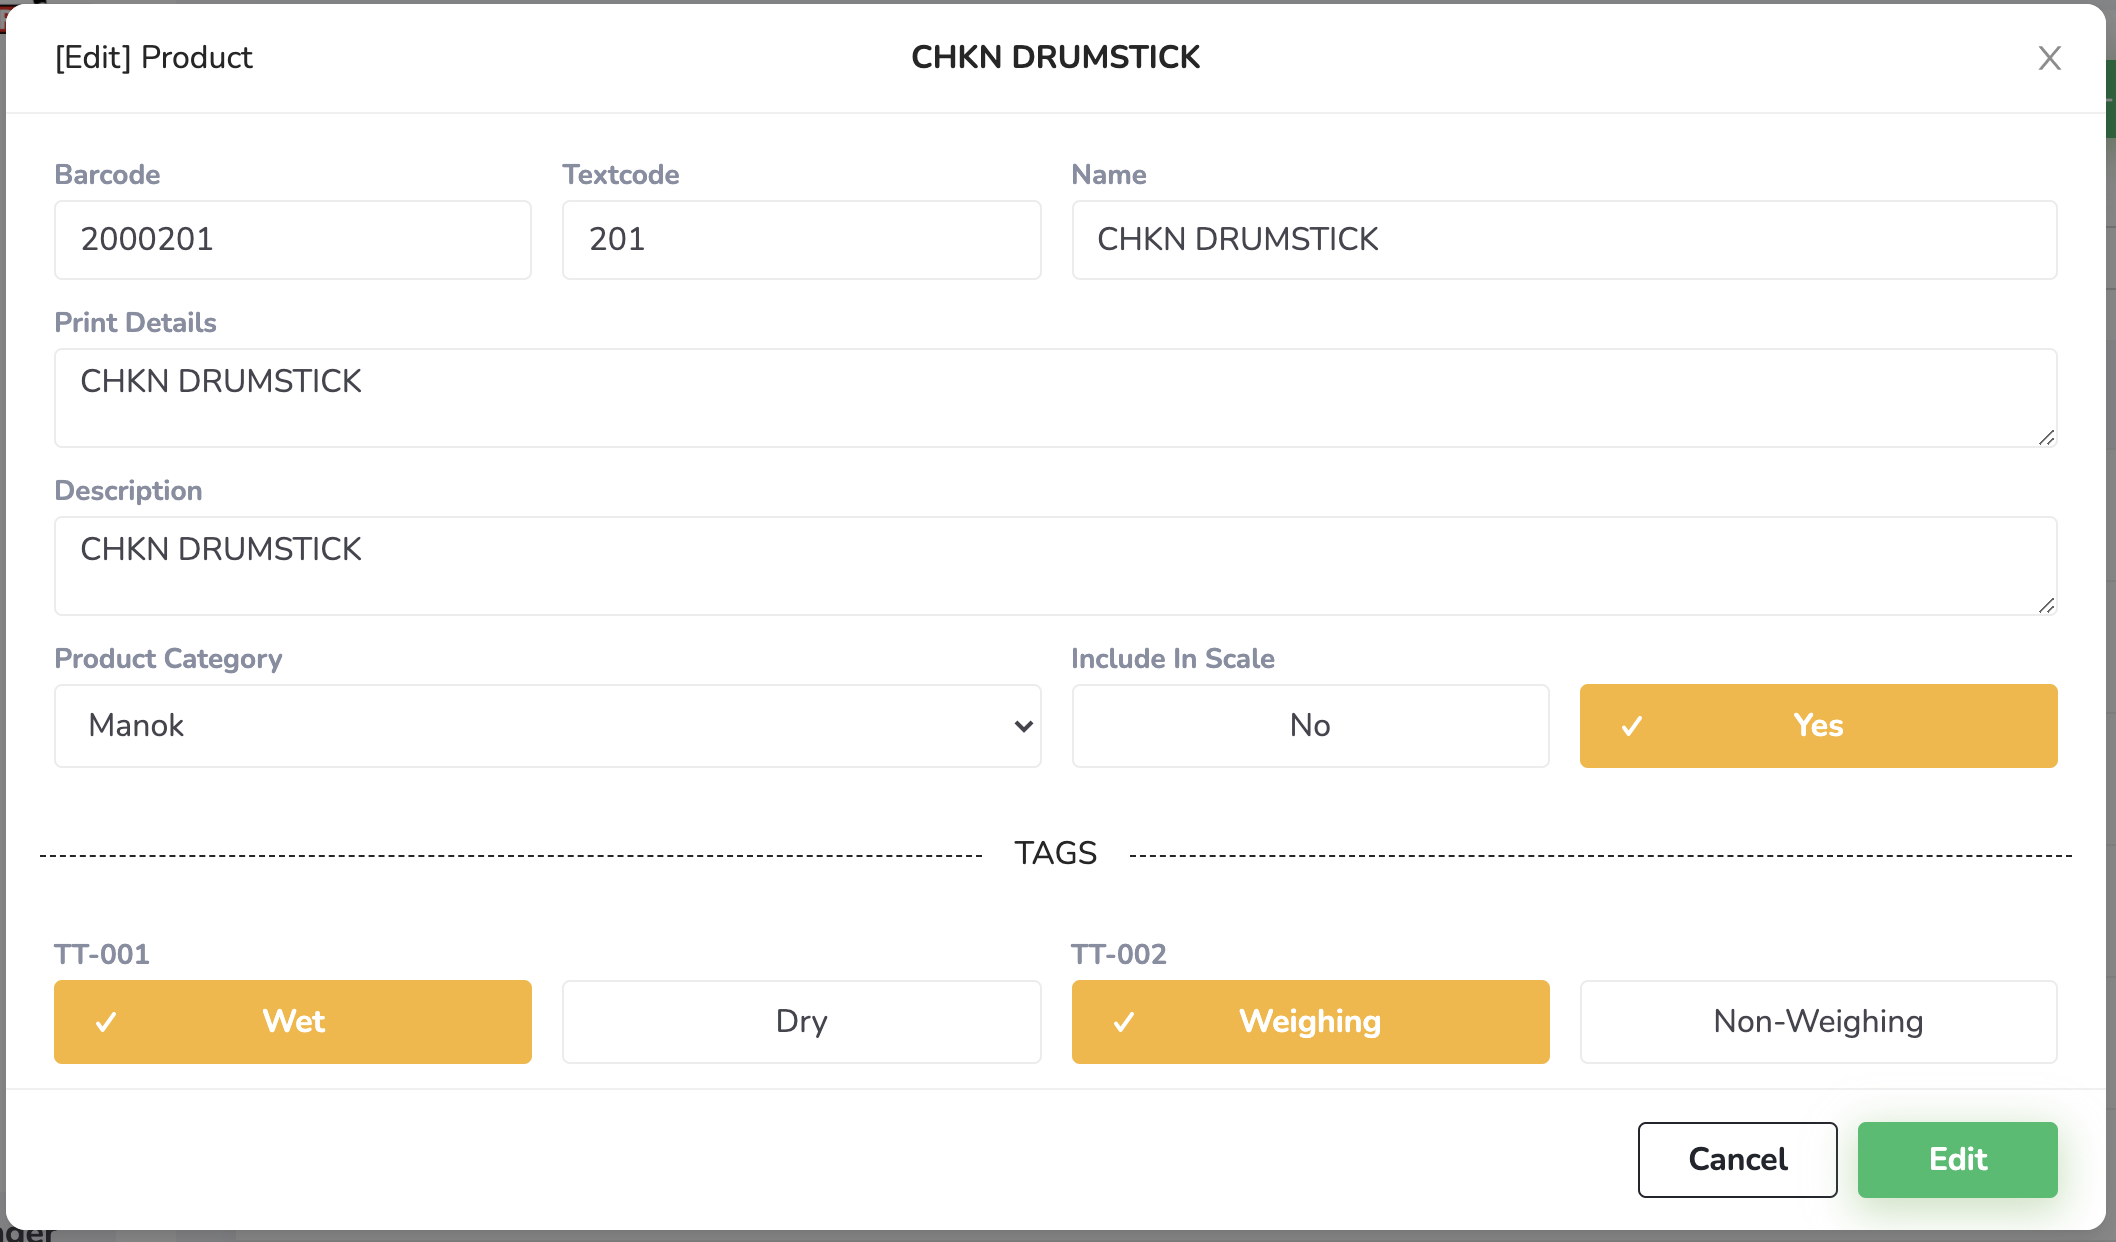 [Edit] Product
CHKN DRUMSTICK
X
Barcode
Textcode
Name
2000201
201
CHKN DRUMSTICK
Print Details
CHKN DRUMSTICK
Description
CHKN DRUMSTICK
Product Category
Include In Scale
Manok
No
Yes
TAGS
TT-001
TT-002
Wet
Dry
Weighing
Non-Weighing
Cancel
Edit